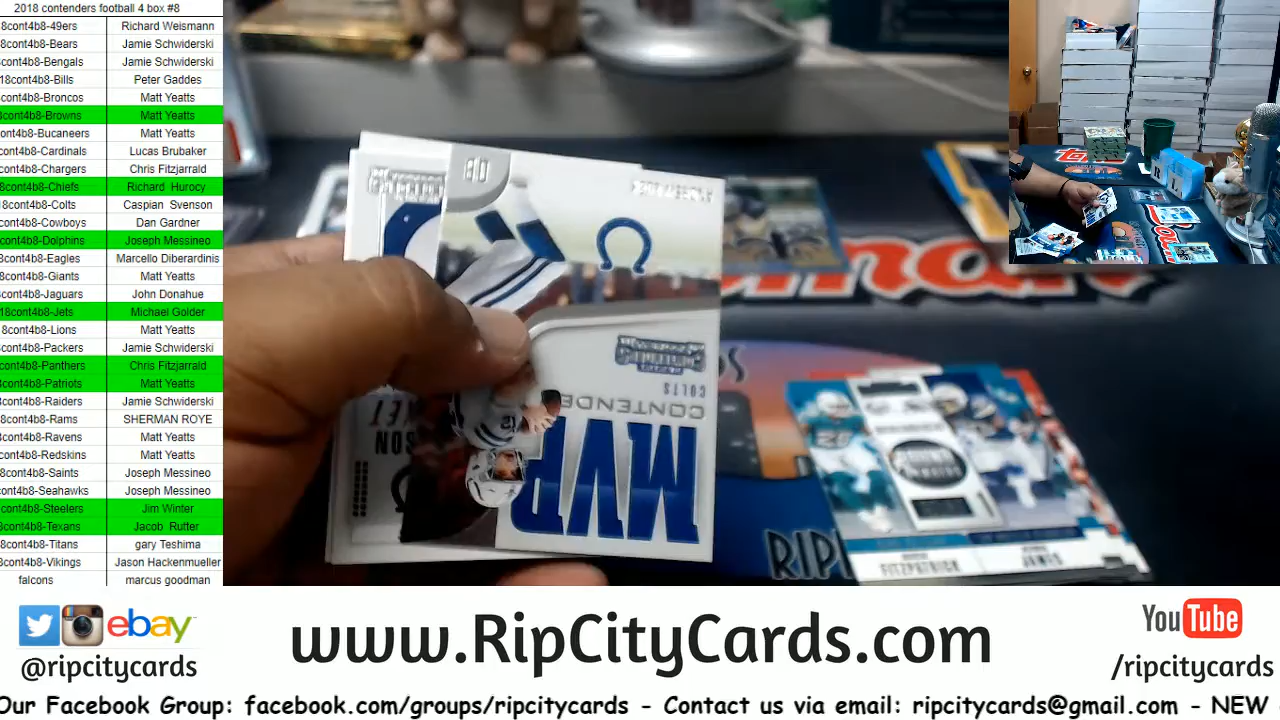 2018 contenders football 4 box #8
8cont4b8-49ers Richard Weismann
8cont4b8-Bears Jamie Schwiderski
8cont4b8-Bengals Jamie Schwiderski
18cont4b8-Bills Peter Gaddes
cont4b8-Broncos Matt Yeatts
8cont4b8-Browns Matt Yeatts
cont4b8-Bucaneers Matt Yeatts
cont4b8-Cardinals Lucas Brubaker
cont4b8-Chargers Chris Fitzjarrald
8cont4b8-Chiefs Richard Hurocy
18cont4b8-Colts Caspian Svenson
cont4b8-Cowboys Dan Gardner
cont4b8-Dolphins Joseph Messineo
8cont4b8-Eagles Marcello Diberardinis
8cont4b8-Giants Matt Yeatts
cont4b8-Jaguars John Donahue
18cont4b8-Jets Michael Golder
8cont4b8-Lions Matt Yeatts
cont4b8-Packers Jamie Schwiderski
cont4b8-Panthers Chris Fitzjarrald
cont4b8-Patriots Matt Yeatts
cont4b8-Raiders Jamie Schwiderski
8cont4b8-Rams SHERMAN ROYE
cont4b8-Ravens Matt Yeatts
cont4b8-Redskins Matt Yeatts
8cont4b8-Saints Joseph Messineo
cont4b8-Seahawks Joseph Messineo
cont4b8-Steelers Jim Winter
8cont4b8-Texans Jacob Rutter
8cont4b8-Titans gary Teshima
8cont4b8-Vikings Jason Hackenmueller
falcons marcus goodman
CONTENDERS
COLTS
CONTENDE
MVP
RIP
FITZPATRICK
JAMES
ebay
@ripcitycards
www.RipCityCards.com
YouTube
/ripcitycards
Our Facebook Group: facebook.com/groups/ripcitycards - Contact us via email: ripcitycards@gmail.com - NEW